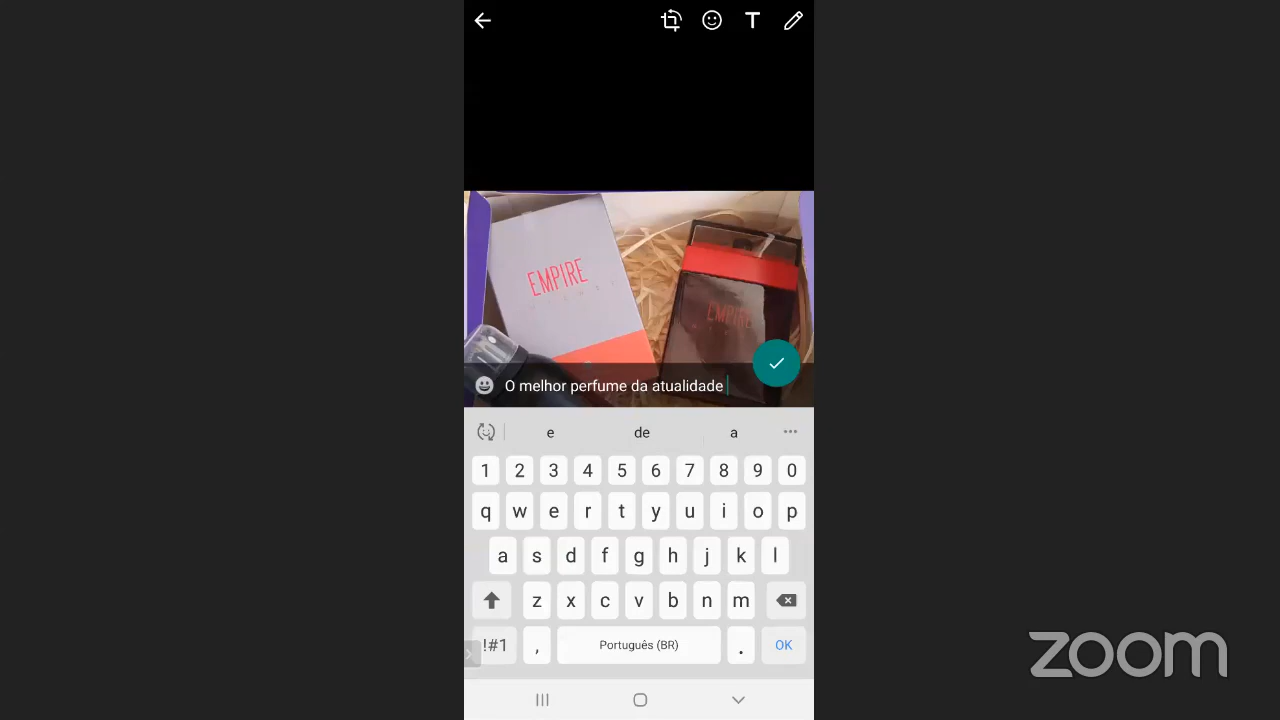 T
EMPIRE
EMPIRE
O melhor perfume da atualidade
e de a
1 2 3 4 5 6 7 8 9 0
q w e r t y u i o p
a s d f g h j k l
z x c v b n m
!#1 , Português (BR) . OK
zoom